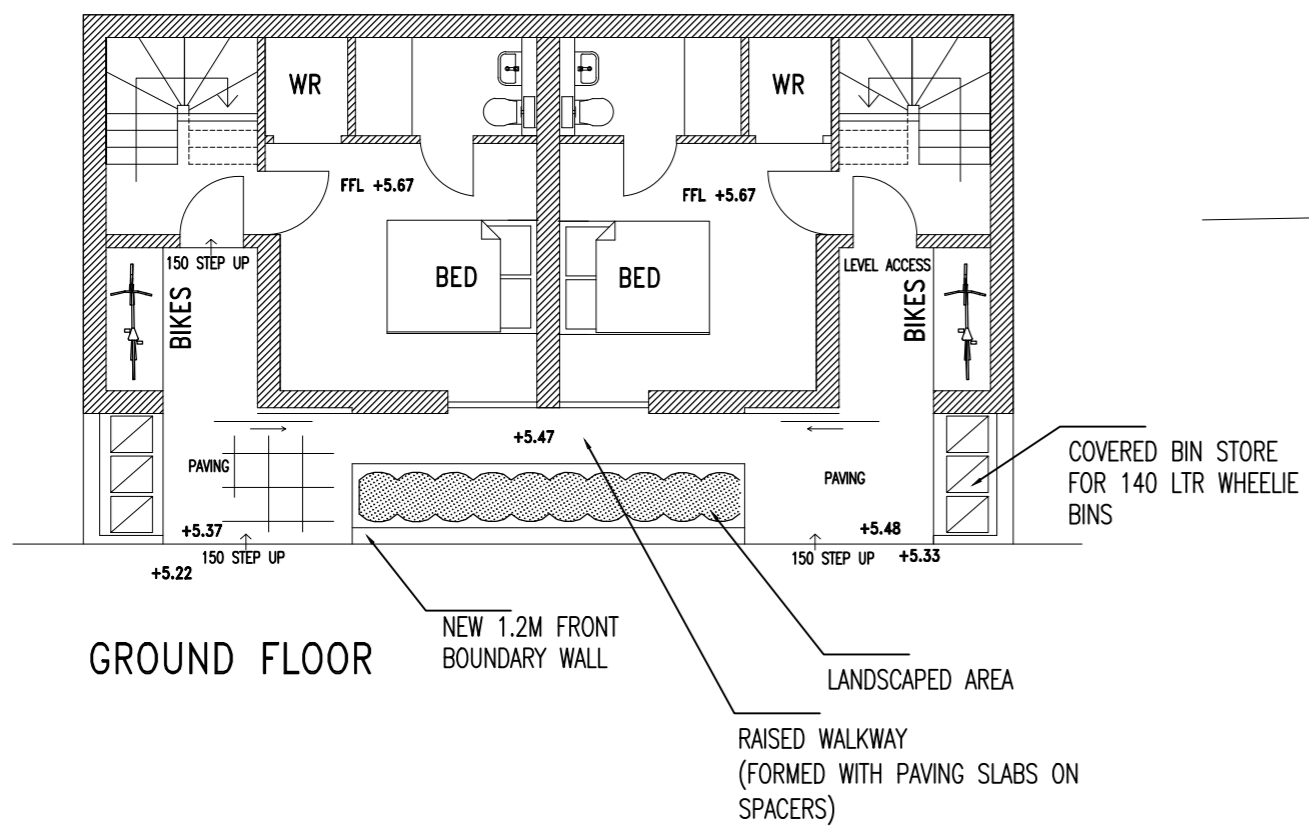 WR
WR
FFL +5.67
FFL +5.67
BED
BED
150 STEP UP
LEVEL ACCESS
BIKES
BIKES
+5.47
PAVING
PAVING
COVERED BIN STORE
FOR 140 LTR WHEELIE
BINS
+5.37
+5.48
150 STEP UP
150 STEP UP
+5.33
+5.22
NEW 1.2M FRONT
BOUNDARY WALL
GROUND FLOOR
LANDSCAPED AREA
RAISED WALKWAY
(FORMED WITH PAVING SLABS ON
SPACERS)